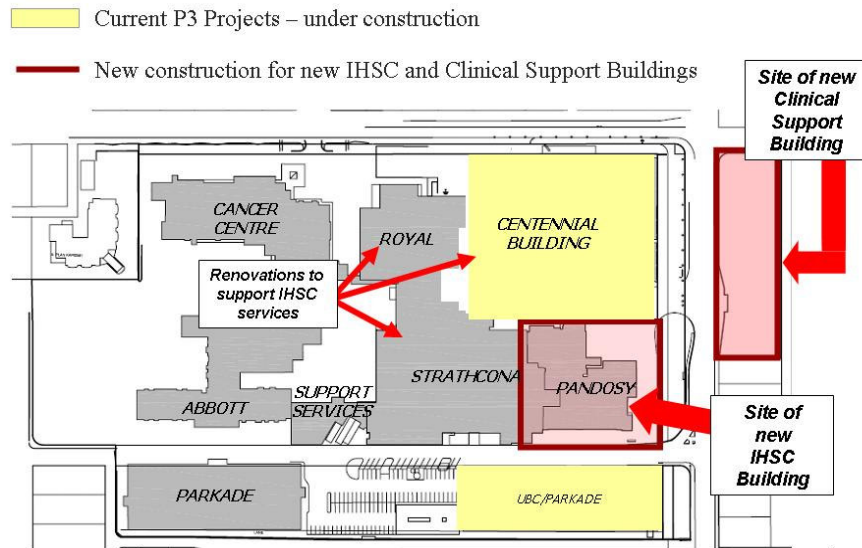 Current P3 Projects – under construction
New construction for new IHSC and Clinical Support Buildings
Site of new
Clinical
Support
Building
CANCER
CENTRE
ROYAL
CENTENNIAL
BUILDING
Renovations to
support IHSC
services
STRATHCONA
PANDOSY
SUPPORT
SERVICES
ABBOTT
Site of
new
IHSC
Building
PARKADE
UBC/PARKADE